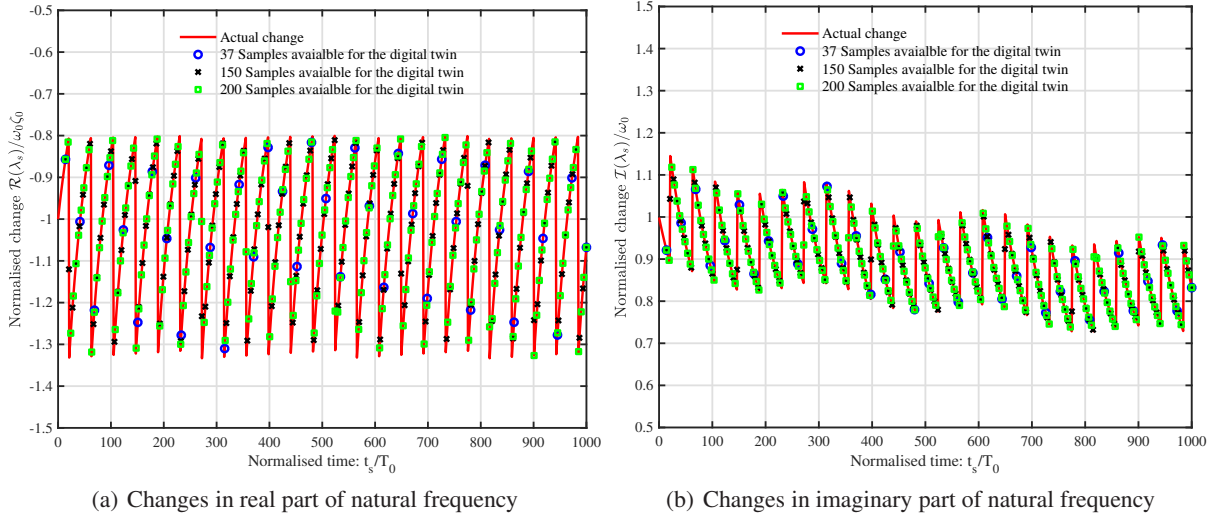 -0.5
-0.6
-0.7
-0.8
-0.9
-1
-1.1
-1.2
-1.3
-1.4
-1.5
Normalised change ℛ(λₛ)/ω₀ζ₀
Actual change
37 Samples avaialble for the digital twin
150 Samples avaialble for the digital twin
200 Samples avaialble for the digital twin
0 100 200 300 400 500 600 700 800 900 1000
Normalised time: tₛ/T₀
(a) Changes in real part of natural frequency
1.5
1.4
1.3
1.2
1.1
1
0.9
0.8
0.7
0.6
0.5
Normalised change ℐ(λₛ)/ω₀
Actual change
37 Samples avaialble for the digital twin
150 Samples avaialble for the digital twin
200 Samples avaialble for the digital twin
0 100 200 300 400 500 600 700 800 900 1000
Normalised time: tₛ/T₀
(b) Changes in imaginary part of natural frequency